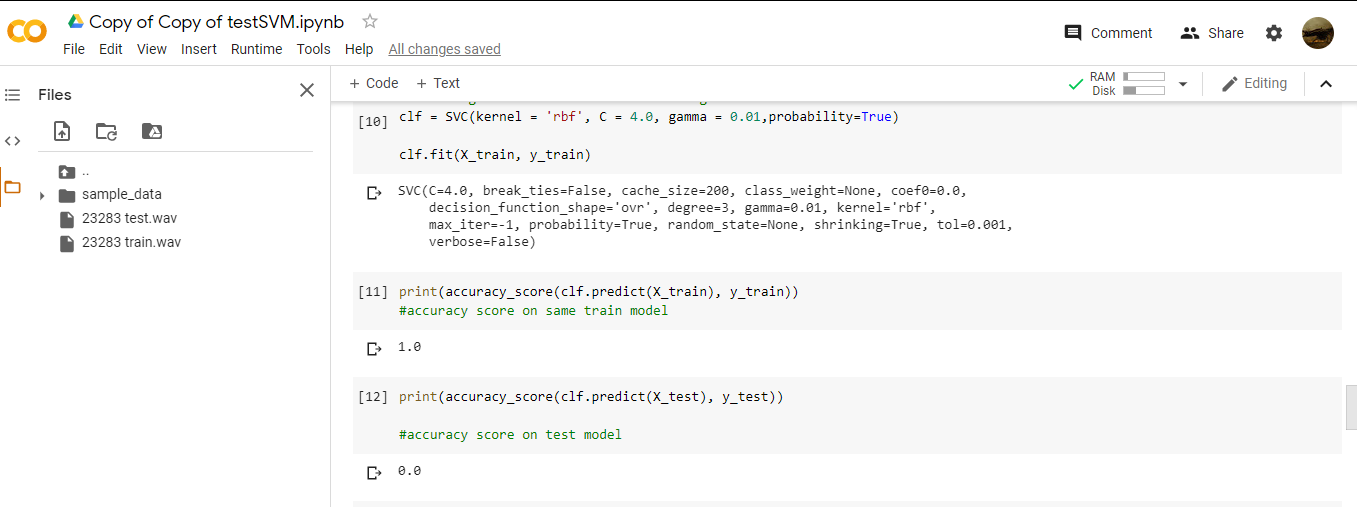 Copy of Copy of testSVM.ipynb
File Edit View Insert Runtime Tools Help All changes saved
Comment Share
Files
+ Code + Text
RAM
Disk
Editing
..
sample_data
23283 test.wav
23283 train.wav
[10] clf = SVC(kernel = 'rbf', C = 4.0, gamma = 0.01,probability=True)
clf.fit(X_train, y_train)
SVC(C=4.0, break_ties=False, cache_size=200, class_weight=None, coef0=0.0,
decision_function_shape='ovr', degree=3, gamma=0.01, kernel='rbf',
max_iter=-1, probability=True, random_state=None, shrinking=True, tol=0.001,
verbose=False)
[11] print(accuracy_score(clf.predict(X_train), y_train))
#accuracy score on same train model
1.0
[12] print(accuracy_score(clf.predict(X_test), y_test))
#accuracy score on test model
0.0